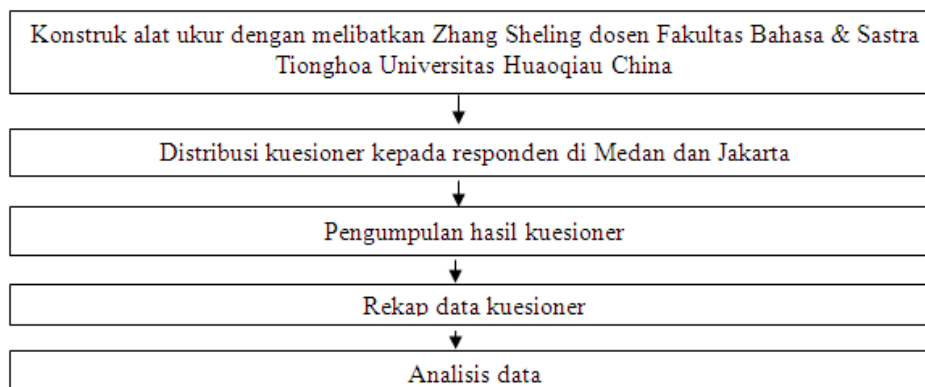 Konstruk alat ukur dengan melibatkan Zhang Sheling dosen Fakultas Bahasa & Sastra
Tionghoa Universitas Huaoqiau China
Distribusi kuesioner kepada responden di Medan dan Jakarta
Pengumpulan hasil kuesioner
Rekap data kuesioner
Analisis data